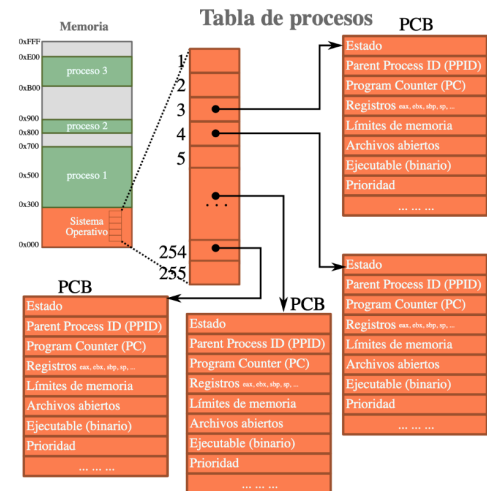 Tabla de procesos
Memoria
0xFFF
0xE00
proceso 3
0xB00
0x900
proceso 2
0x800
0x700
0x500
proceso 1
0x300
Sistema
Operativo
0x000
1
2
3
4
5
...
254
255
PCB
Estado
Parent Process ID (PPID)
Program Counter (PC)
Registros eax, ebx, sbp, sp, ...
Límites de memoria
Archivos abiertos
Ejecutable (binario)
Prioridad
... ... ...
Estado
Parent Process ID (PPID)
Program Counter (PC)
Registros eax, ebx, sbp, sp, ...
Límites de memoria
Archivos abiertos
Ejecutable (binario)
Prioridad
... ... ...
PCB
Estado
Parent Process ID (PPID)
Program Counter (PC)
Registros eax, ebx, sbp, sp, ...
Límites de memoria
Archivos abiertos
Ejecutable (binario)
Prioridad
... ... ...
PCB
Estado
Parent Process ID (PPID)
Program Counter (PC)
Registros eax, ebx, sbp, sp, ...
Límites de memoria
Archivos abiertos
Ejecutable (binario)
Prioridad
... ... ...